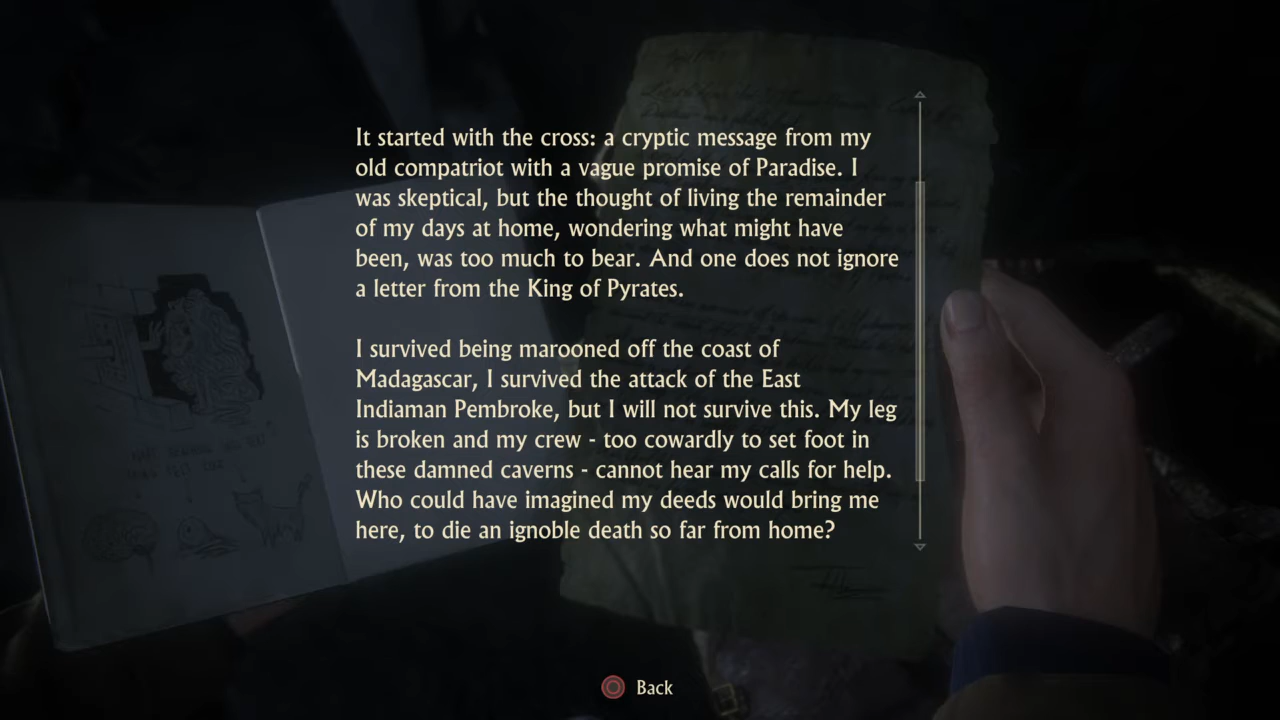 It started with the cross: a cryptic message from my
old compatriot with a vague promise of Paradise. I
was skeptical, but the thought of living the remainder
of my days at home, wondering what might have
been, was too much to bear. And one does not ignore
a letter from the King of Pyrates.
I survived being marooned off the coast of
Madagascar, I survived the attack of the East
Indiaman Pembroke, but I will not survive this. My leg
is broken and my crew - too cowardly to set foot in
these damned caverns - cannot hear my calls for help.
Who could have imagined my deeds would bring me
here, to die an ignoble death so far from home?
Back